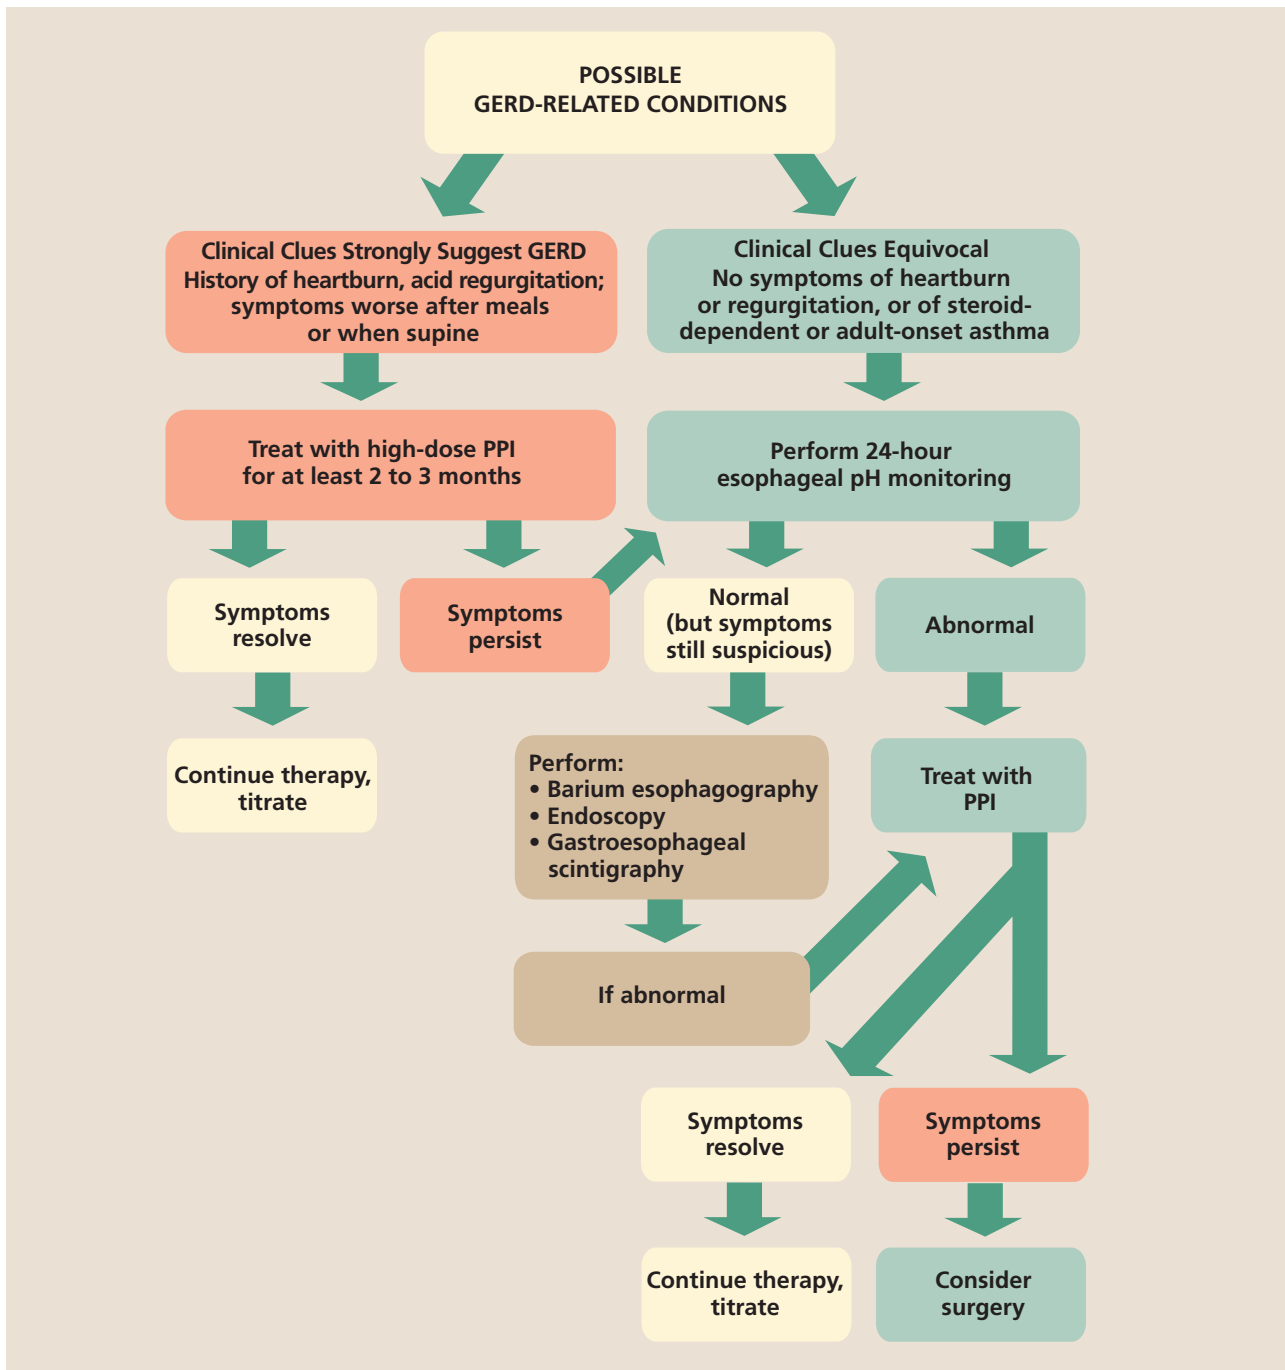 POSSIBLE
GERD-RELATED CONDITIONS
Clinical Clues Strongly Suggest GERD
History of heartburn, acid regurgitation;
symptoms worse after meals
or when supine
Clinical Clues Equivocal
No symptoms of heartburn
or regurgitation, or of steroid-
dependent or adult-onset asthma
Treat with high-dose PPI
for at least 2 to 3 months
Perform 24-hour
esophageal pH monitoring
Symptoms
resolve
Symptoms
persist
Normal
(but symptoms
still suspicious)
Abnormal
Continue therapy,
titrate
Perform:
• Barium esophagography
• Endoscopy
• Gastroesophageal
scintigraphy
Treat with
PPI
If abnormal
Symptoms
resolve
Symptoms
persist
Continue therapy,
titrate
Consider
surgery